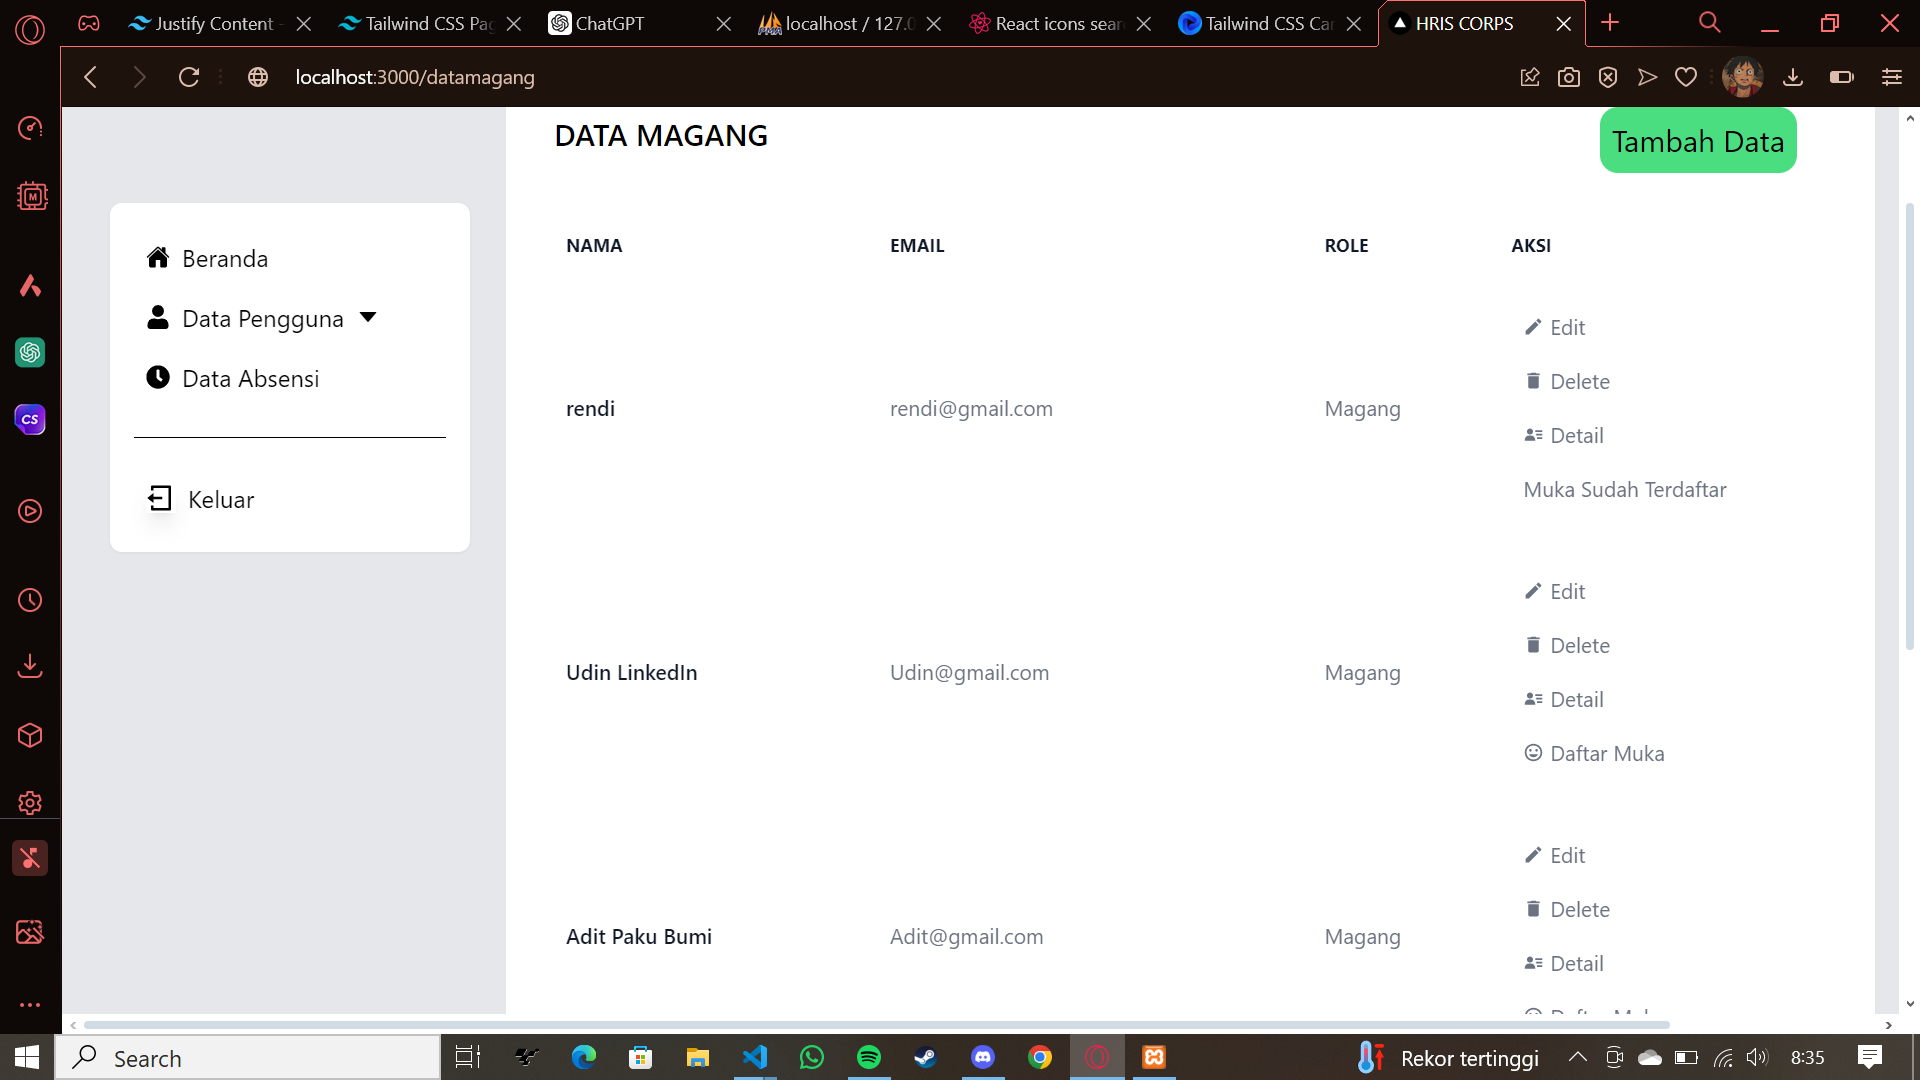 Justify Content -
Tailwind CSS Pag
ChatGPT
localhost / 127.0
React icons sear
Tailwind CSS Car
HRIS CORPS
localhost:3000/datamagang
DATA MAGANG
Tambah Data
Beranda
Data Pengguna
Data Absensi
Keluar
NAMA EMAIL ROLE AKSI
Edit
Delete
rendi rendi@gmail.com Magang
Detail
Muka Sudah Terdaftar
Edit
Delete
Udin LinkedIn Udin@gmail.com Magang
Detail
Daftar Muka
Edit
Delete
Adit Paku Bumi Adit@gmail.com Magang
Detail
M
CS
Search
Rekor tertinggi
8:35